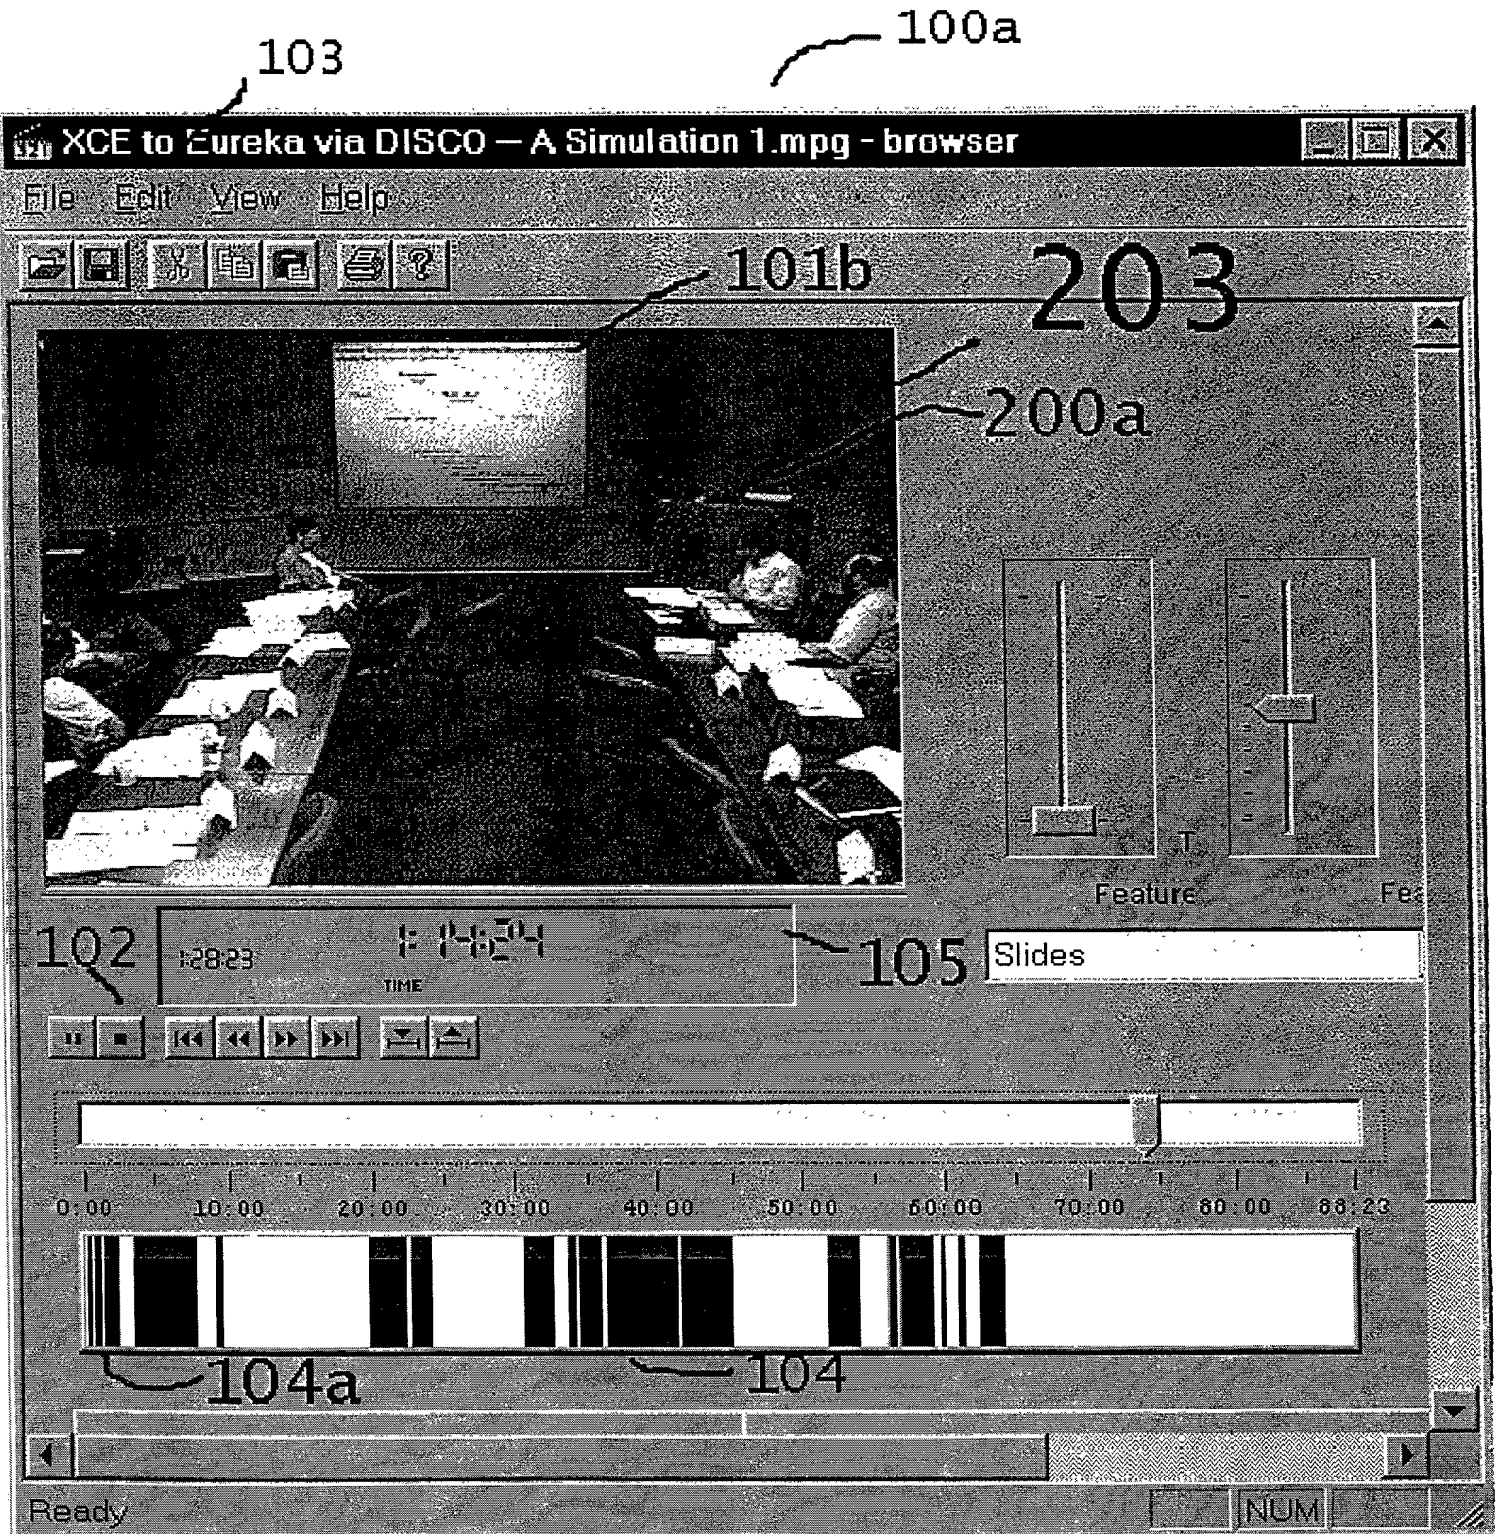 100a
103
XCE to Eureka via DISCO — A Simulation 1.mpg - browser
File Edit View Help
101b
203
200a
T
Feature Fea
102
1:28:23 1:14:24
TIME
105
Slides
0:00 10:00 20:00 30:00 40:00 50:00 60:00 70:00 80:00 88:23
104a
104
Ready NUM